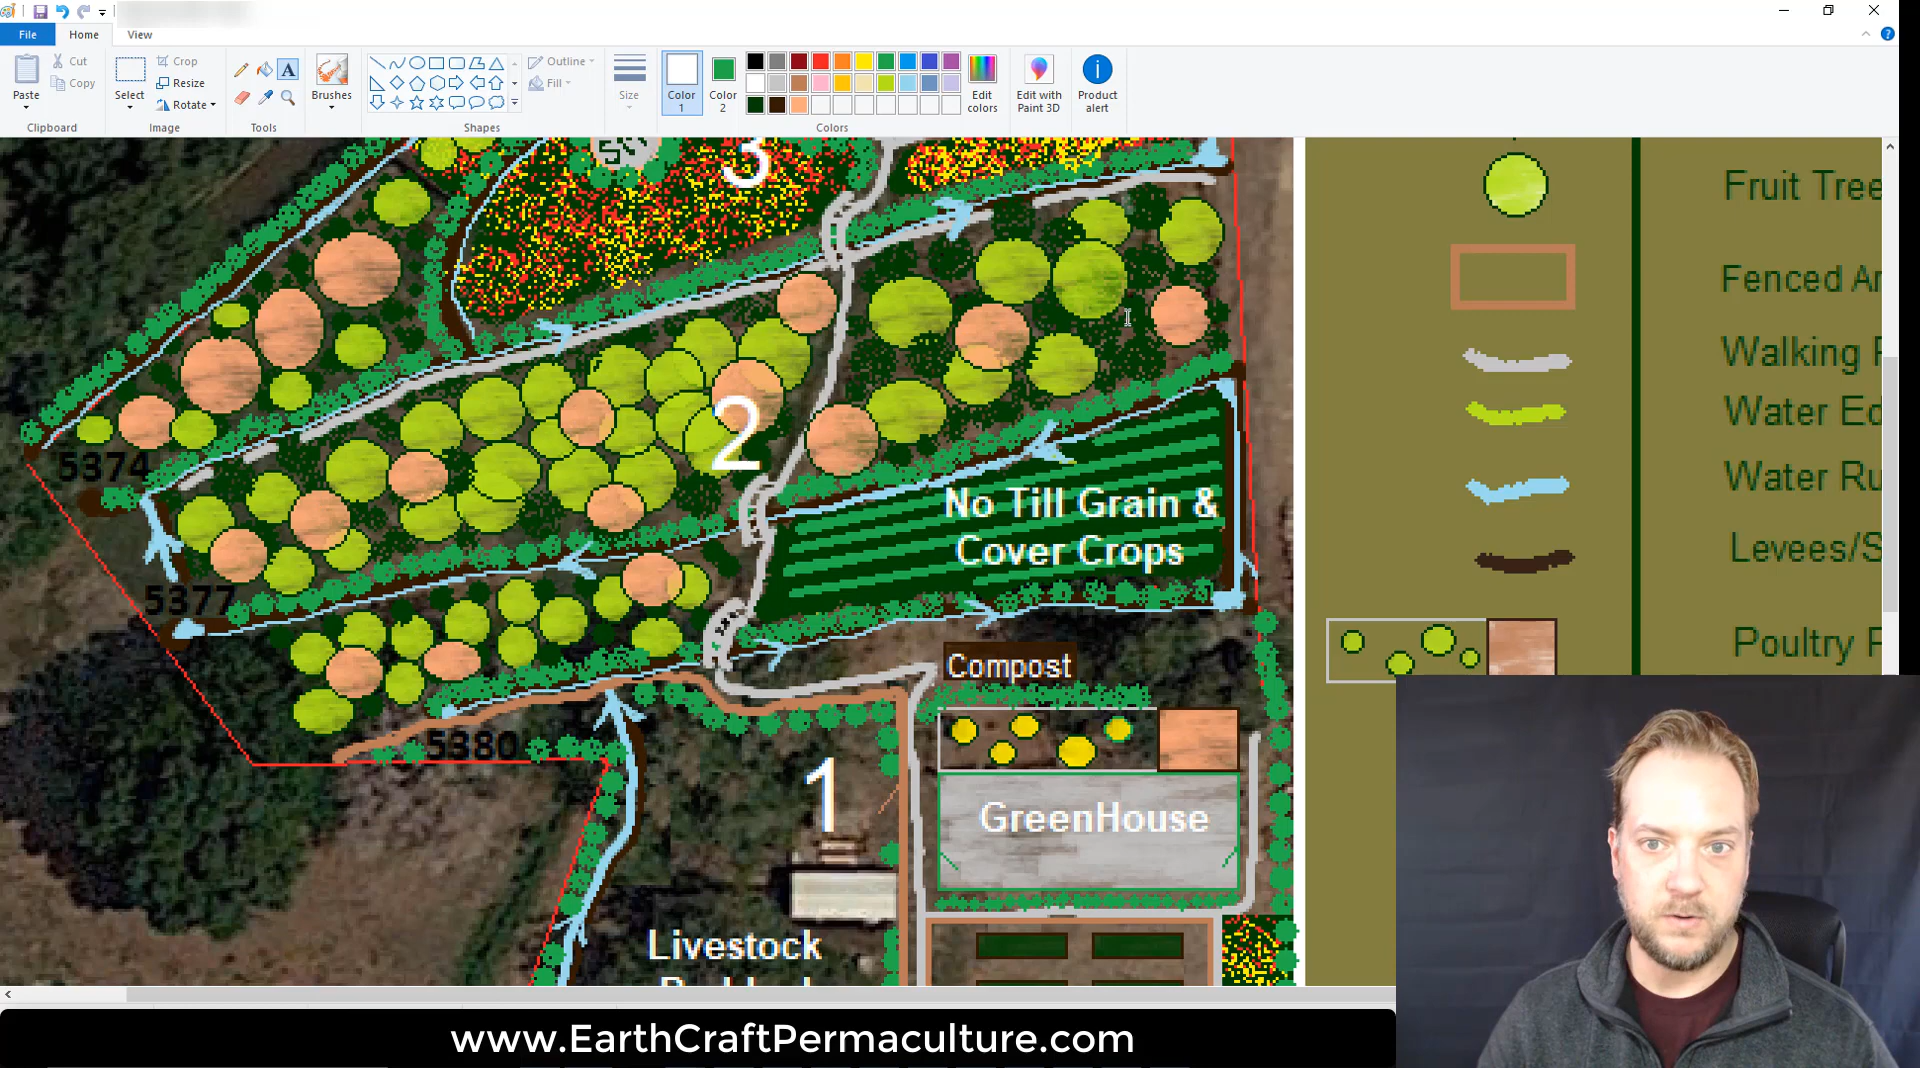 File Home View
Paste Cut Copy
Clipboard
Select Crop Resize Rotate
Image
A
Tools
Brushes
Shapes
Outline
Fill
Size
Color 1
Color 2
Colors
Edit colors
Edit with Paint 3D
Product alert
3
2
5374
5377
5380
1
No Till Grain &
Cover Crops
Compost
GreenHouse
Livestock
Fruit Tree
Fenced Ar
Walking
Water Ed
Water Ru
Levees/S
Poultry
www.EarthCraftPermaculture.com